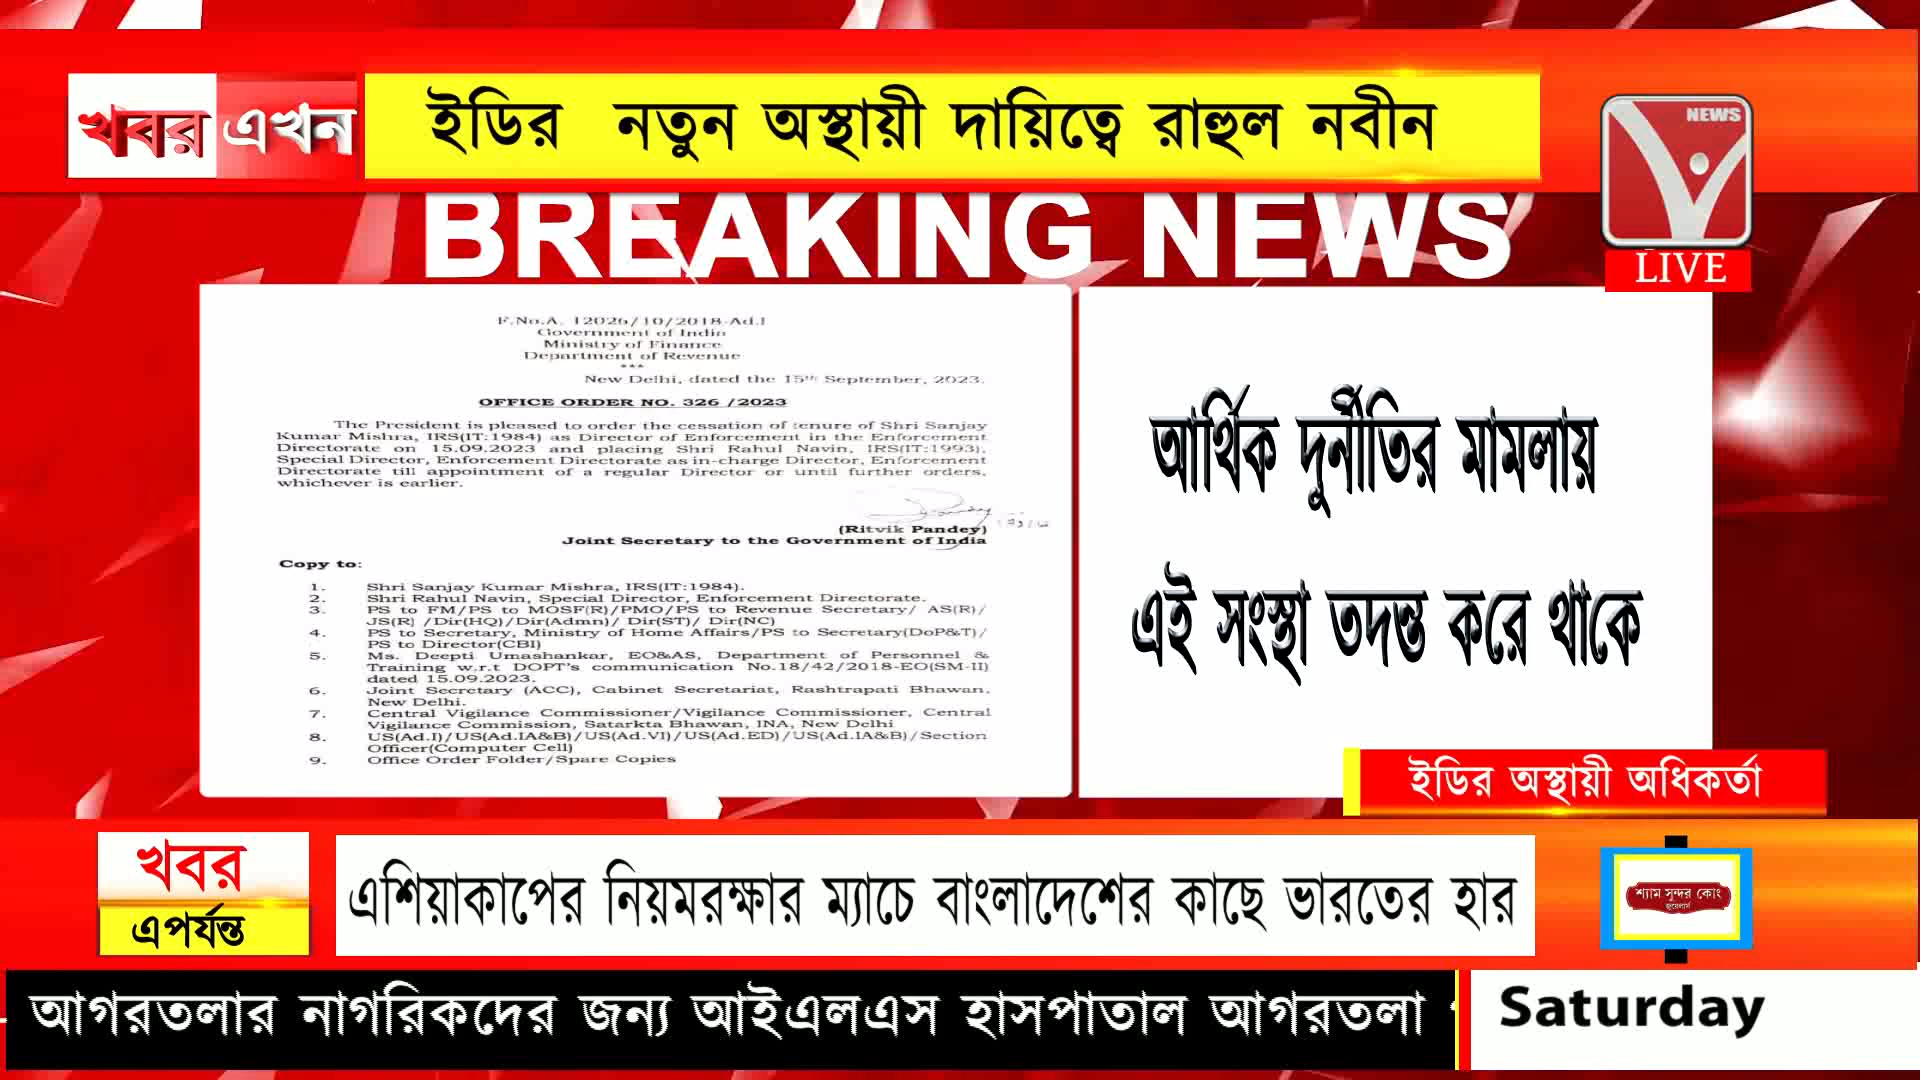 খবর এখন
ইডির নতুন অস্থায়ী দায়িত্বে রাহুল নবীন
NEWS
LIVE
BREAKING NEWS
F.No.A. 12026/10/2018-Ad.I
Government of India
Ministry of Finance
Department of Revenue
***
New Delhi, dated the 15th September, 2023.
OFFICE ORDER NO. 326 /2023
The President is pleased to order the cessation of tenure of Shri Sanjay
Kumar Mishra, IRS(IT:1984) as Director of Enforcement in the Enforcement
Directorate on 15.09.2023 and placing Shri Rahul Navin, IRS(IT:1993),
Special Director, Enforcement Directorate as in-charge Director, Enforcement
Directorate till appointment of a regular Director or until further orders,
whichever is earlier.
(Ritvik Pandey)
Joint Secretary to the Government of India
Copy to:
1. Shri Sanjay Kumar Mishra, IRS(IT:1984).
2. Shri Rahul Navin, Special Director, Enforcement Directorate.
3. PS to FM/PS to MOSF(R)/PMO/PS to Revenue Secretary/ AS(R)/
JS(R) /Dir(HQ)/Dir(Admn)/ Dir(ST)/ Dir(NC)
4. PS to Secretary, Ministry of Home Affairs/PS to Secretary(DoP&T)/
PS to Director(CBI)
5. Ms. Deepti Umashankar, EO&AS, Department of Personnel &
Training w.r.t DOPT's communication No.18/42/2018-EO(SM-II)
dated 15.09.2023.
6. Joint Secretary (ACC), Cabinet Secretariat, Rashtrapati Bhawan,
New Delhi.
7. Central Vigilance Commissioner/Vigilance Commissioner, Central
Vigilance Commission, Satarkta Bhawan, INA, New Delhi
8. US(Ad.I)/US(Ad.IA&B)/US(Ad.VI)/US(Ad.ED)/US(Ad.IA&B)/Section
Officer(Computer Cell)
9. Office Order Folder/Spare Copies
আর্থিক দুর্নীতির মামলায়
এই সংস্থা তদন্ত করে থাকে
ইডির অস্থায়ী অধিকর্তা
খবর
এপর্যন্ত
এশিয়াকাপের নিয়মরক্ষার ম্যাচে বাংলাদেশের কাছে ভারতের হার
শ্যাম সুন্দর কোং
জুয়েলার্স
আগরতলার নাগরিকদের জন্য আইএলএস হাসপাতাল আগরতলা
Saturday